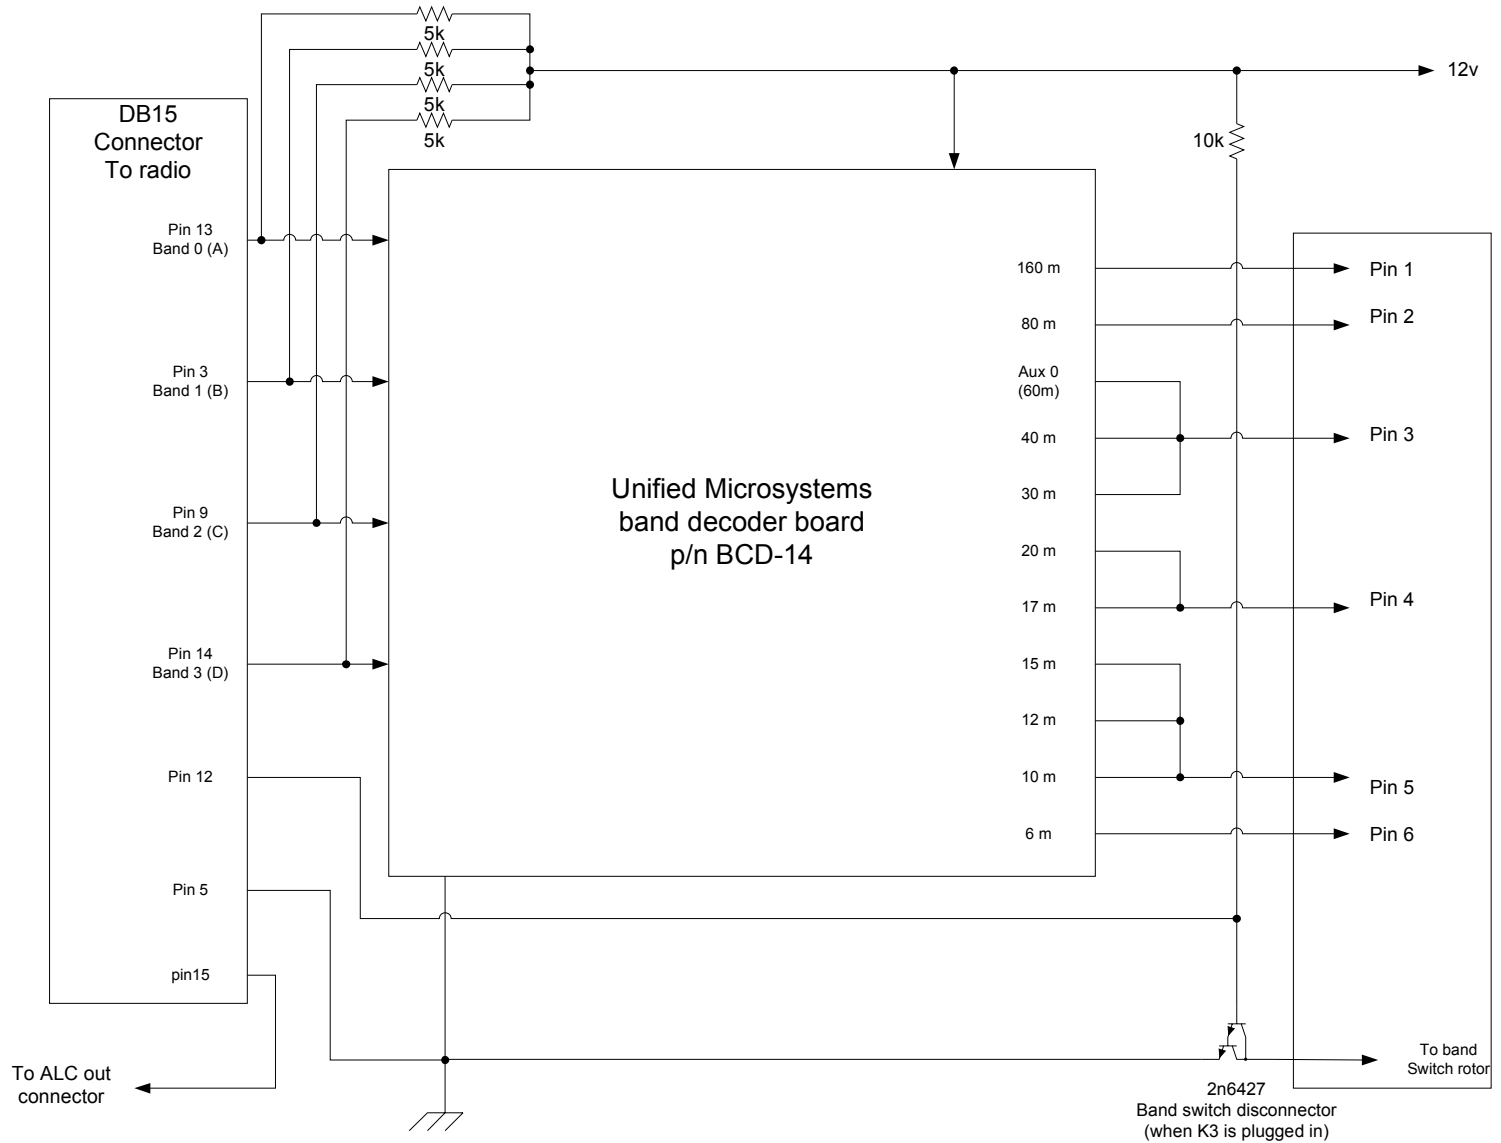 5k
5k
5k
5k
12v
10k
DB15
Connector
To radio
Pin 13
Band 0 (A)
Pin 3
Band 1 (B)
Pin 9
Band 2 (C)
Pin 14
Band 3 (D)
Pin 12
Pin 5
pin15
To ALC out
connector
Unified Microsystems
band decoder board
p/n BCD-14
160 m
80 m
Aux 0
(60m)
40 m
30 m
20 m
17 m
15 m
12 m
10 m
6 m
Pin 1
Pin 2
Pin 3
Pin 4
Pin 5
Pin 6
To band
Switch rotor
2n6427
Band switch disconnector
(when K3 is plugged in)